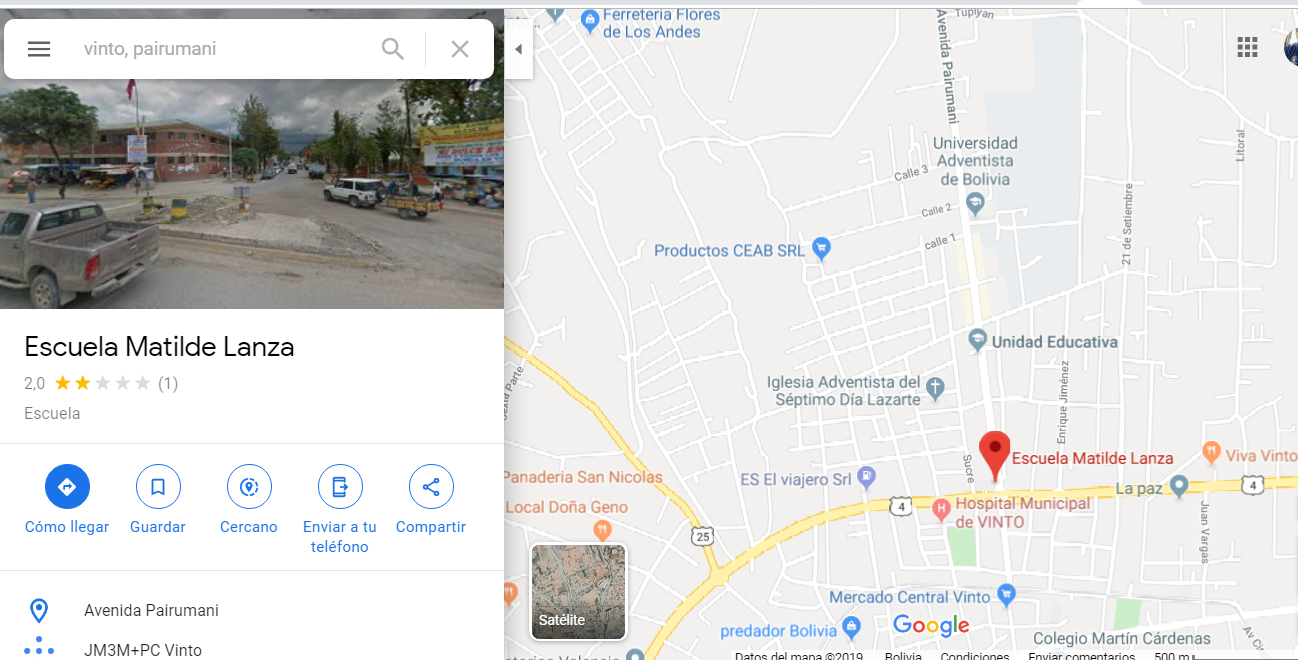 vinto, pairumani
Escuela Matilde Lanza
2,0
(1)
Escuela
Cómo llegar
Guardar
Cercano
Enviar a tu
teléfono
Compartir
Avenida Pairumani
JM3M+PC Vinto
Ferreteria Flores
de Los Andes
Tupiyan
Avenida Pairumani
Universidad
Adventista
de Bolivia
Litoral
Calle 3
Calle 2
calle 1
21 de Setiembre
Productos CEAB SRL
Unidad Educativa
Iglesia Adventista del
Séptimo Día Lazarte
Enrique Jiménez
Parte
Sucre
Escuela Matilde Lanza
Viva Vinto
Panaderia San Nicolas
ES El viajero Srl
La paz
4
4
Local Doña Geno
Hospital Municipal
de VINTO
H
25
Juan Vargas
Satélite
Mercado Central Vinto
Google
predador Bolivia
Colegio Martín Cárdenas
Datos del mapa ©2019
Bolivia
Condiciones
Enviar comentarios
500 m